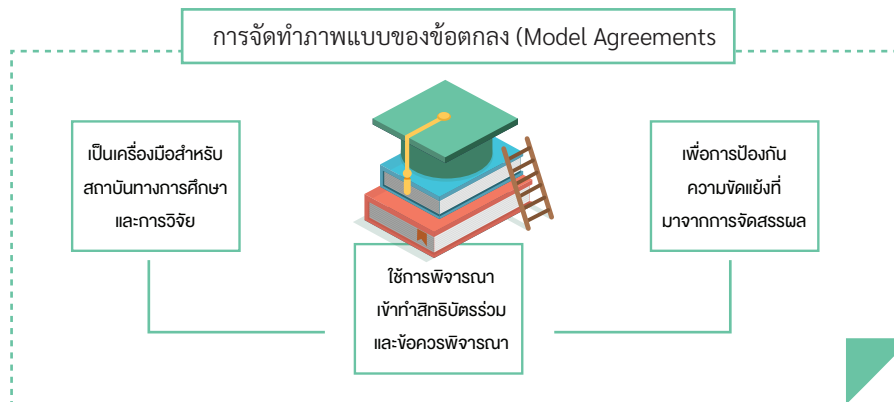 การจัดทำภาพแบบของข้อตกลง (Model Agreements
เป็นเครื่องมือสำหรับ
สถาบันทางการศึกษา
และการวิจัย
ใช้การพิจารณา
เข้าทำสิทธิบัตรร่วม
และข้อควรพิจารณา
เพื่อการป้องกัน
ความขัดแย้งที่
มาจากการจัดสรรผล